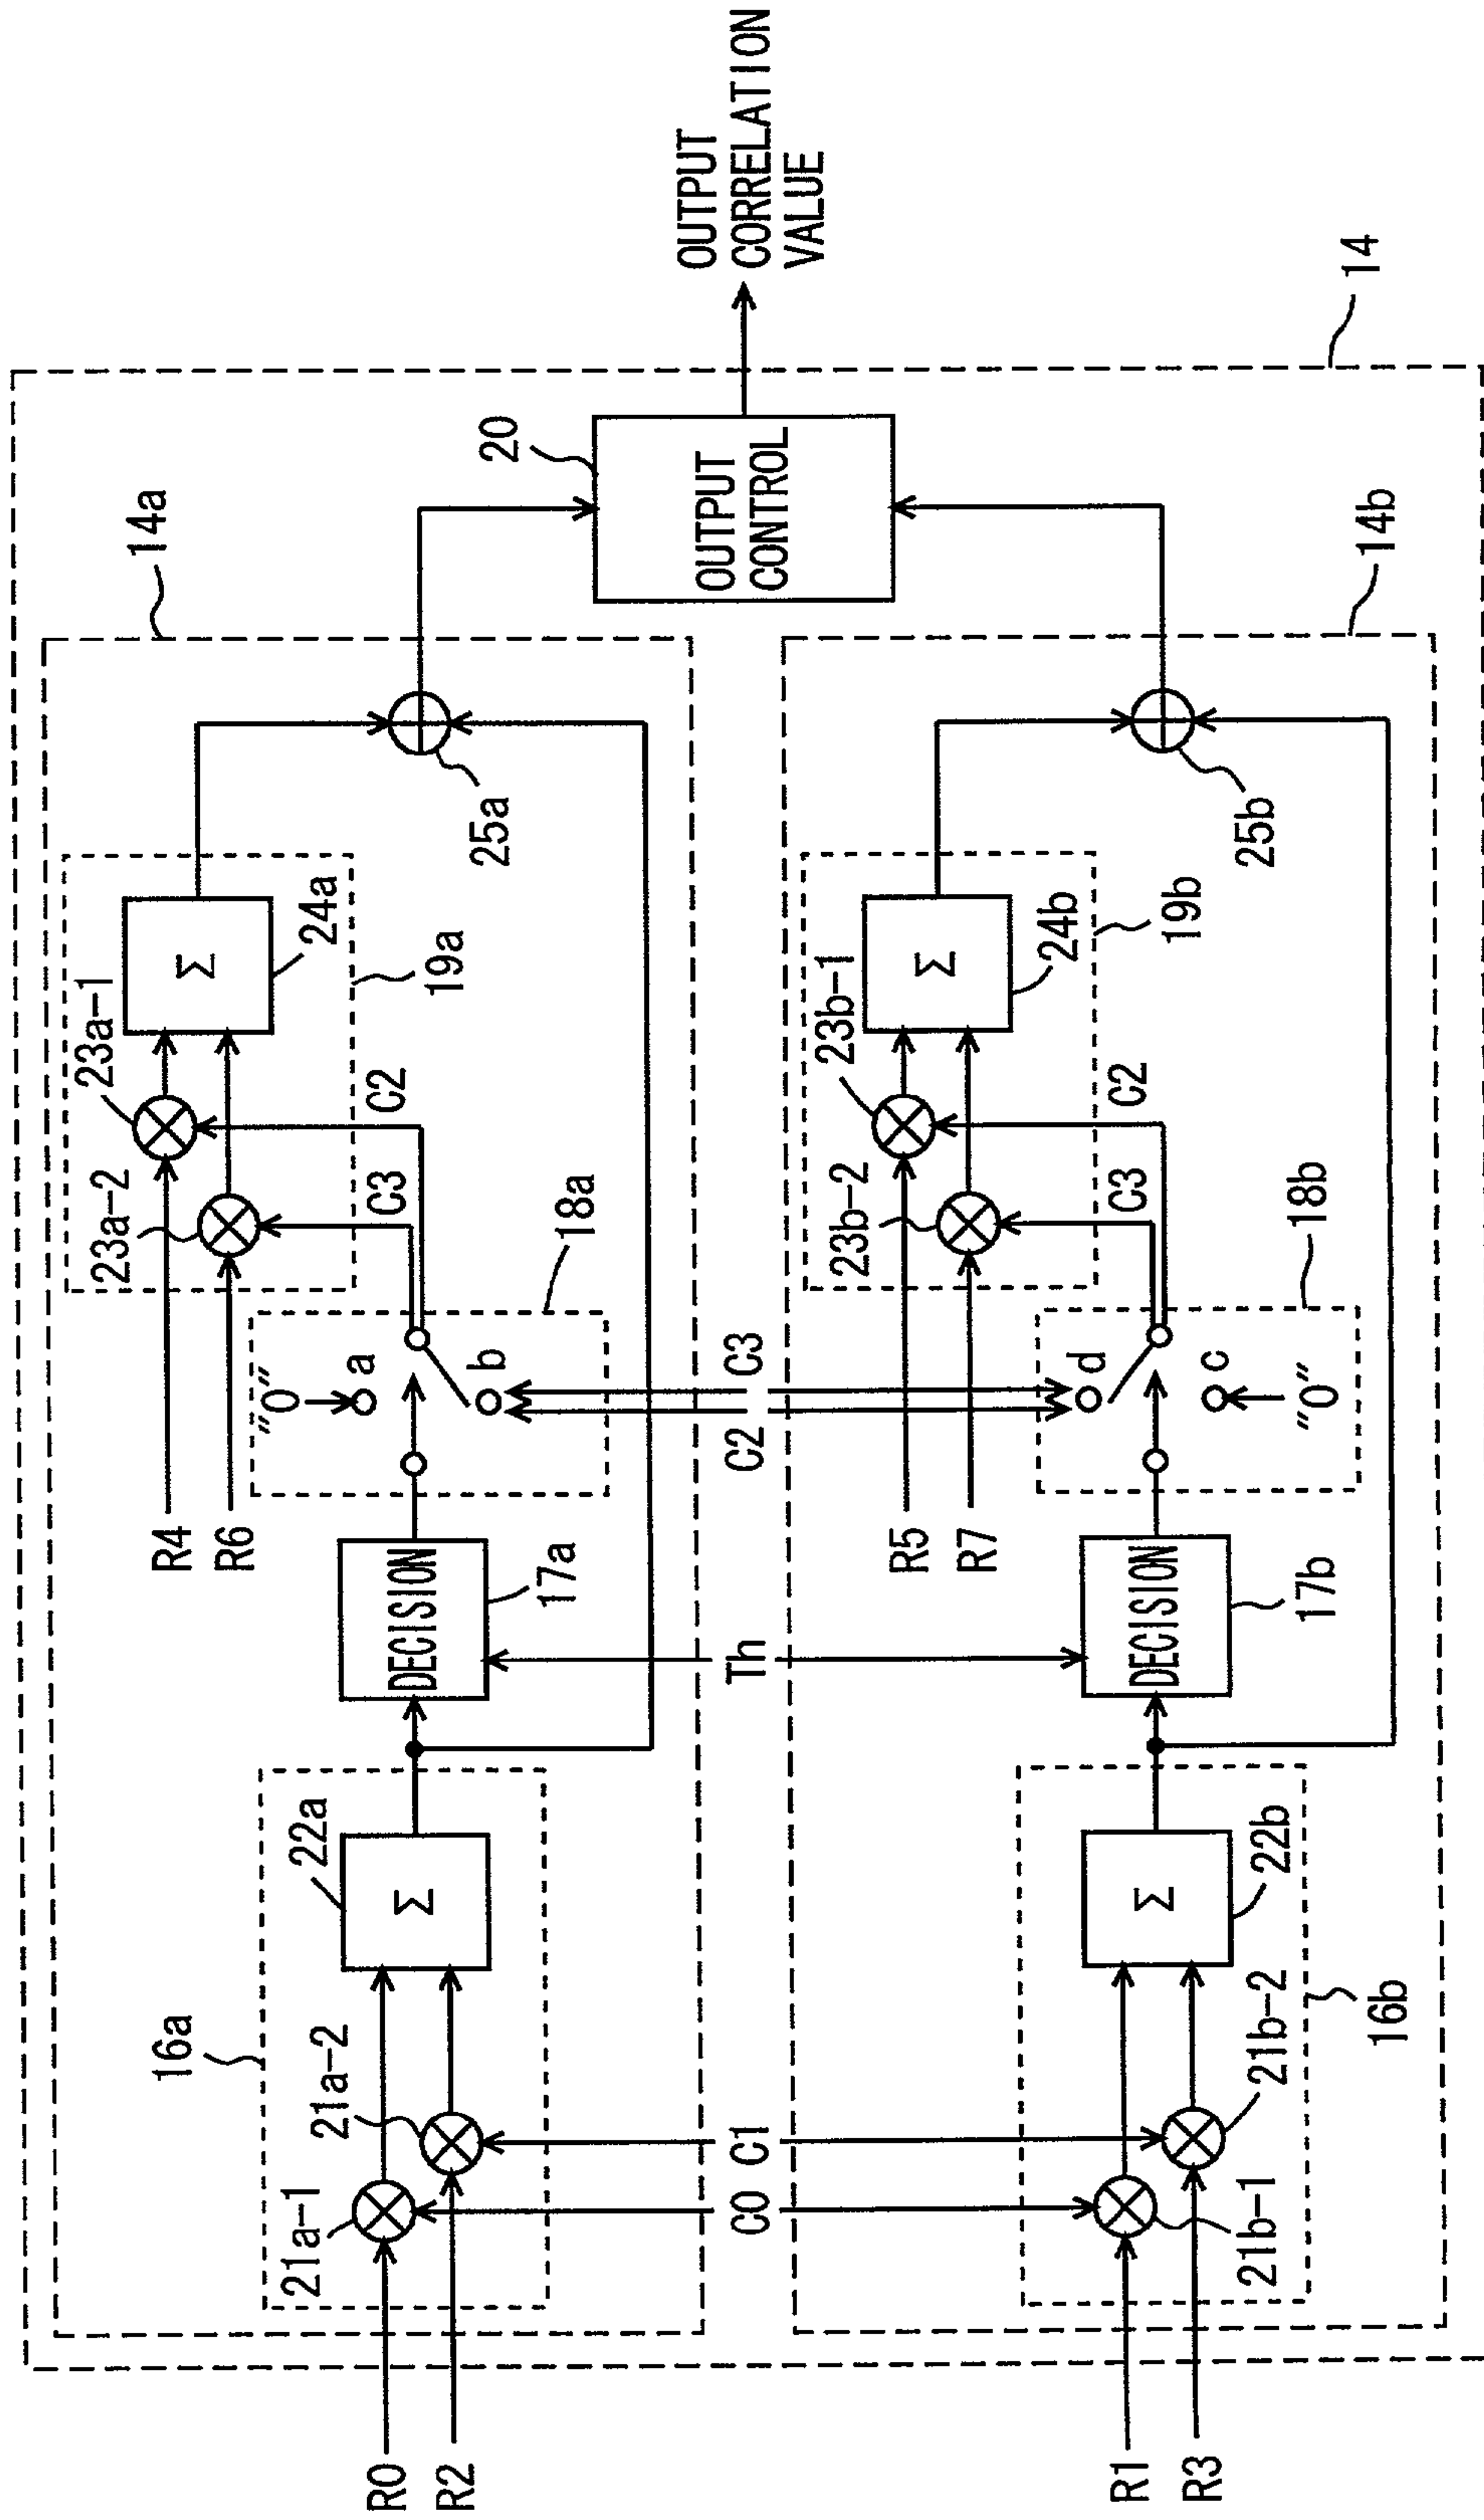 R0
R2
21a-1
21a-2
16a
22a
Σ
DECISION
17a
R4
R6
"0"
a
b
18a
23a-2
23a-1
C3
C2
Σ
24a
19a
25a
14a
C0
C1
Th
C2
C3
20
OUTPUT
CONTROL
OUTPUT
CORRELATION
VALUE
R1
R3
21b-1
21b-2
16b
22b
Σ
DECISION
17b
R5
R7
d
c
"0"
18b
23b-2
23b-1
C3
C2
Σ
24b
19b
25b
14b
14